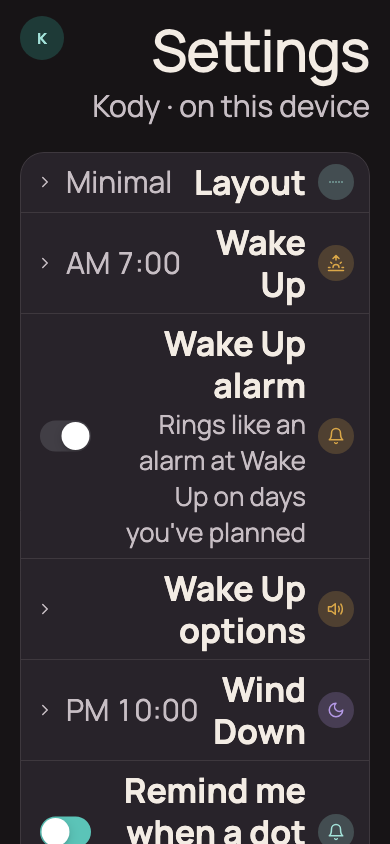 K
Settings
Kody · on this device
Layout
Minimal
Wake
Up
AM 7:00
Wake Up
alarm
Rings like an
alarm at Wake
Up on days
you've planned
Wake Up
options
Wind
Down
PM 10:00
Remind me
when a dot